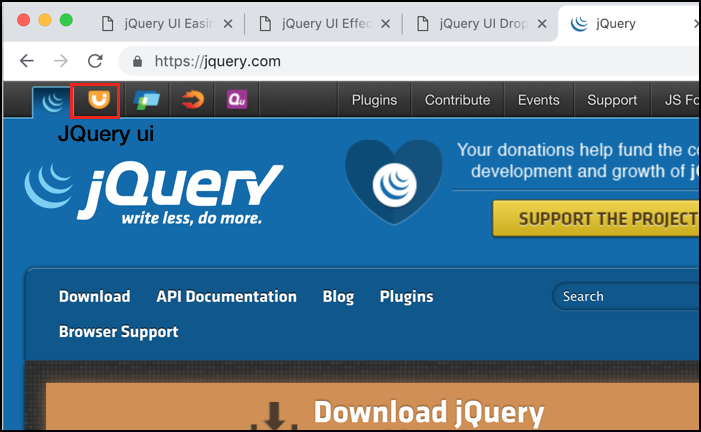 jQuery UI Easin
jQuery UI Effec
jQuery UI Drop
jQuery
https://jquery.com
Qu
Plugins Contribute Events Support JS Fo
JQuery ui
jQuery
write less, do more.
Your donations help fund the co
development and growth of j
SUPPORT THE PROJECT
Download API Documentation Blog Plugins
Search
Browser Support
Download jQuery